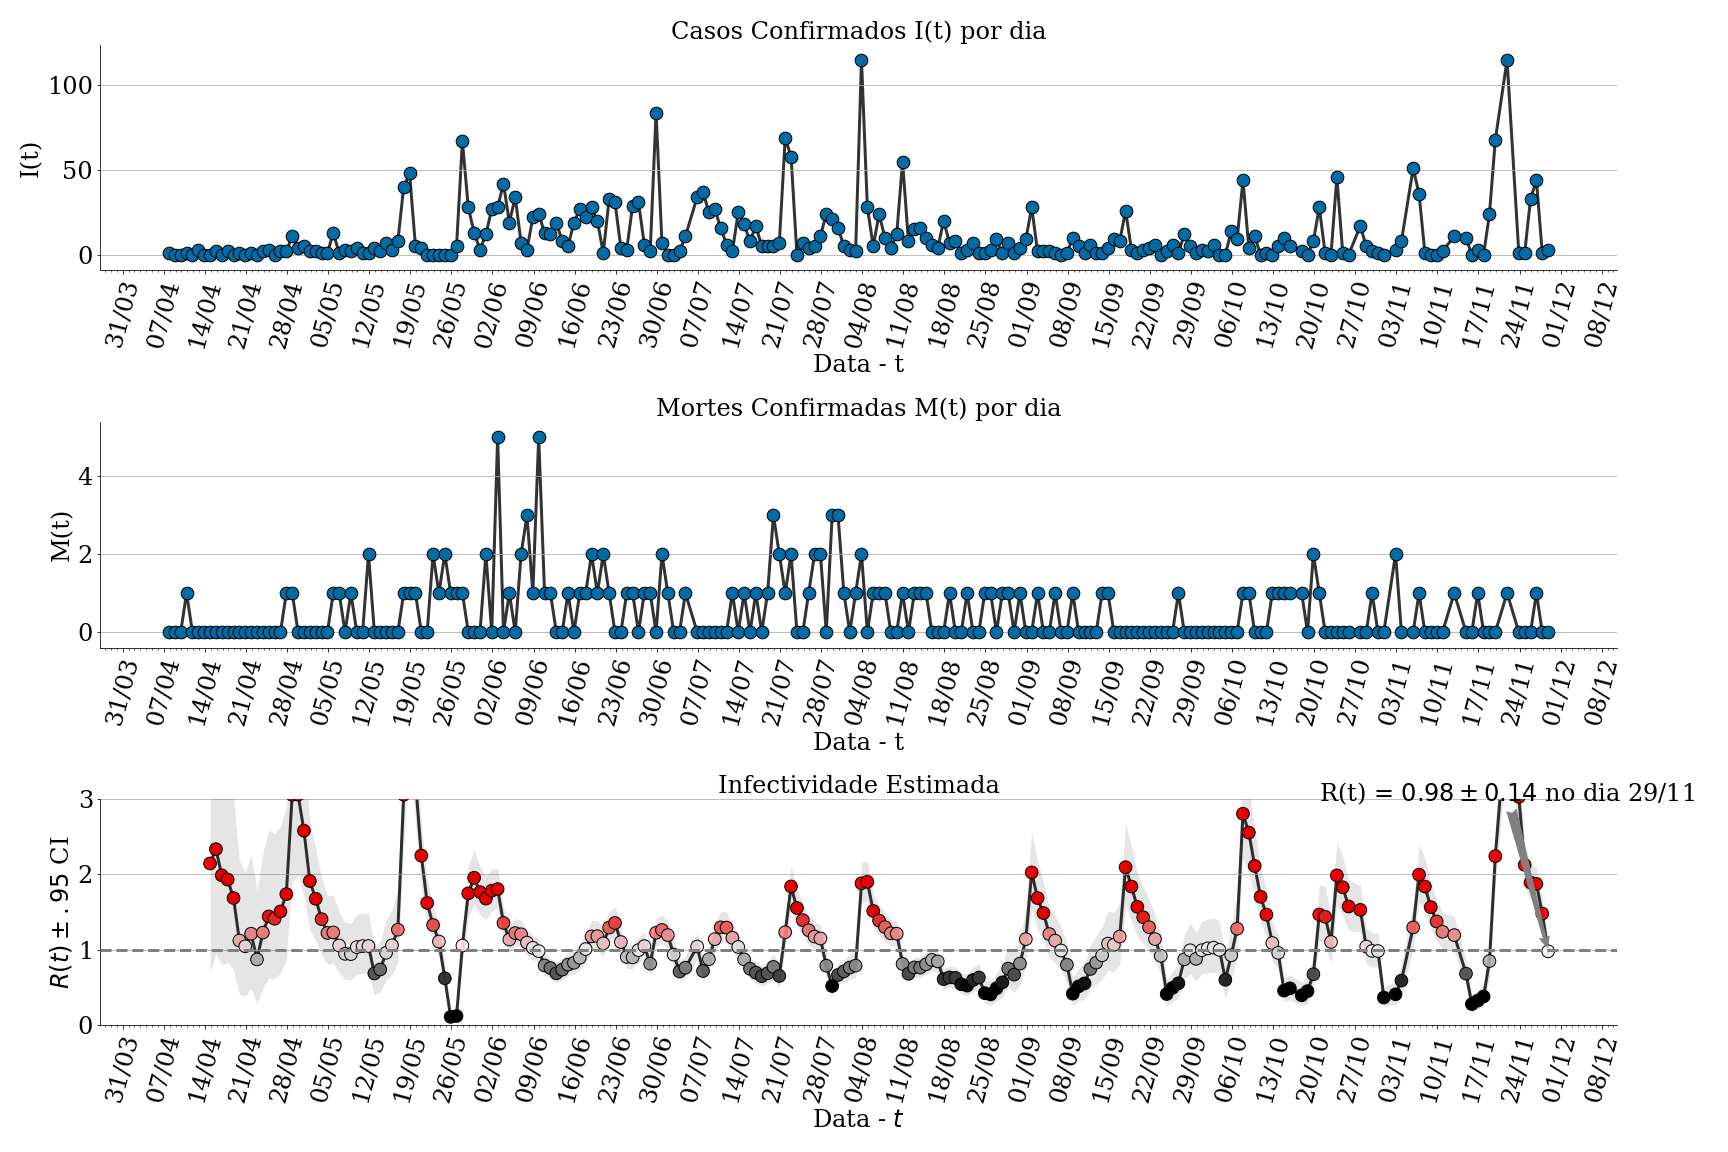 Casos Confirmados I(t) por dia
I(t)
100
50
0
31/03 07/04 14/04 21/04 28/04 05/05 12/05 19/05 26/05 02/06 09/06 16/06 23/06 30/06 07/07 14/07 21/07 28/07 04/08 11/08 18/08 25/08 01/09 08/09 15/09 22/09 29/09 06/10 13/10 20/10 27/10 03/11 10/11 17/11 24/11 01/12 08/12
Data - t
Mortes Confirmadas M(t) por dia
M(t)
4
2
0
31/03 07/04 14/04 21/04 28/04 05/05 12/05 19/05 26/05 02/06 09/06 16/06 23/06 30/06 07/07 14/07 21/07 28/07 04/08 11/08 18/08 25/08 01/09 08/09 15/09 22/09 29/09 06/10 13/10 20/10 27/10 03/11 10/11 17/11 24/11 01/12 08/12
Data - t
Infectividade Estimada
R(t) = 0.98 ± 0.14 no dia 29/11
R(t) ± .95 CI
3
2
1
0
31/03 07/04 14/04 21/04 28/04 05/05 12/05 19/05 26/05 02/06 09/06 16/06 23/06 30/06 07/07 14/07 21/07 28/07 04/08 11/08 18/08 25/08 01/09 08/09 15/09 22/09 29/09 06/10 13/10 20/10 27/10 03/11 10/11 17/11 24/11 01/12 08/12
Data - t